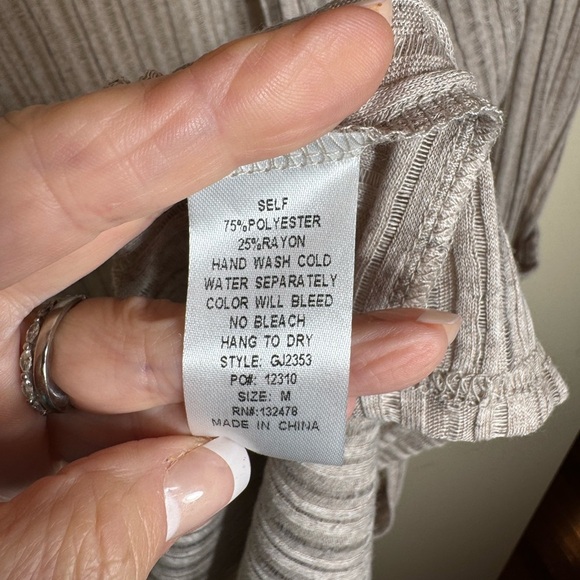 SELF
75%POLYESTER
25%RAYON
HAND WASH COLD
WATER SEPARATELY
COLOR WILL BLEED
NO BLEACH
HANG TO DRY
STYLE: GJ2353
PO#: 12310
SIZE: M
RN#:132478
MADE IN CHINA